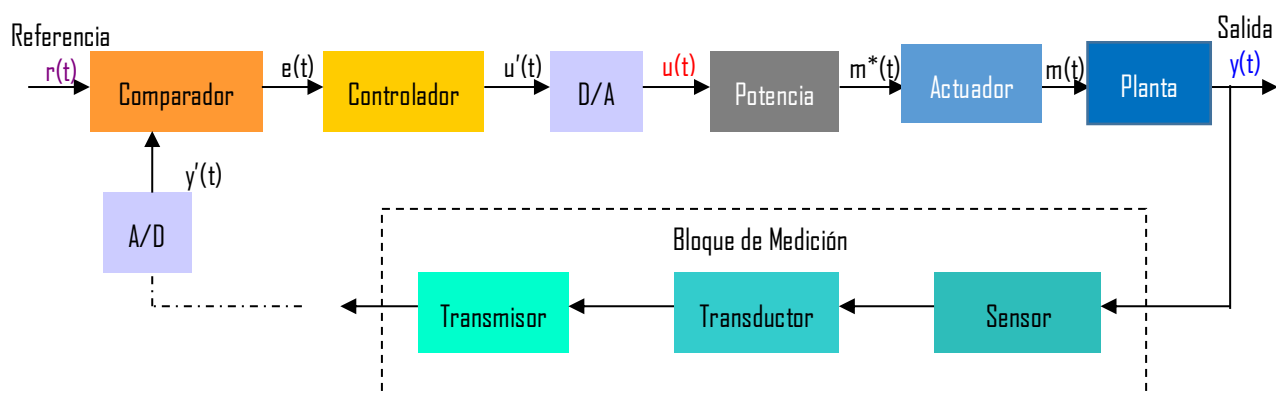 Referencia
r(t)
Comparador
e(t)
Controlador
u'(t)
D/A
u(t)
Potencia
m*(t)
Actuador
m(t)
Planta
Salida
y(t)
y'(t)
A/D
Bloque de Medición
Transmisor
Transductor
Sensor